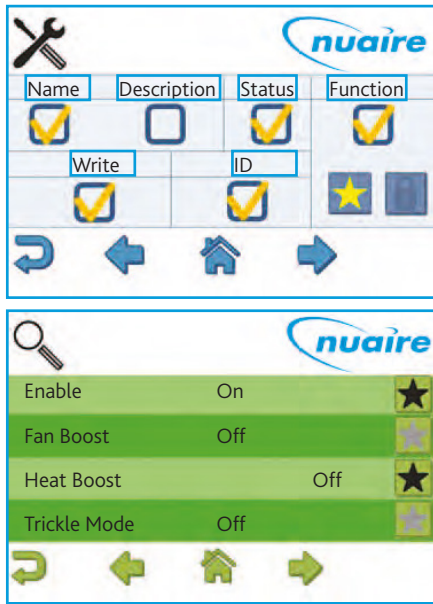 nuaire
Name Description Status Function
Write ID
nuaire
Enable On
Fan Boost Off
Heat Boost Off
Trickle Mode Off